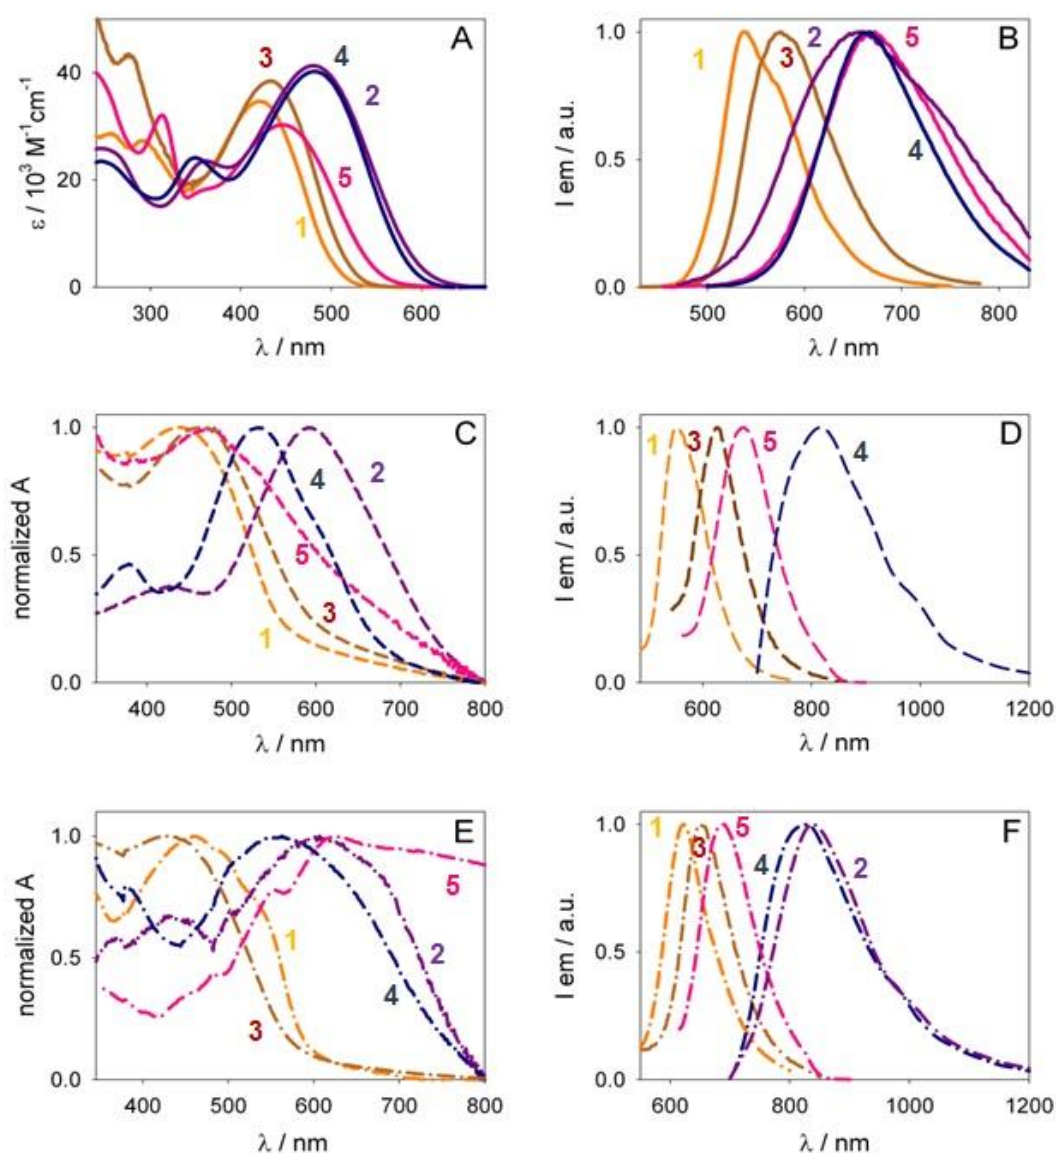 A
3
4
2
5
1
40
20
0
ε / 10³ M⁻¹cm⁻¹
300 400 500 600
λ / nm
B
1
3
2
5
4
1.0
0.5
0.0
I em / a.u.
500 600 700 800
λ / nm
C
4
2
5
3
1
1.0
0.5
0.0
normalized A
400 500 600 700 800
λ / nm
D
1
3
5
4
1.0
0.5
0.0
I em / a.u.
600 800 1000 1200
λ / nm
E
5
1
2
4
3
1.0
0.5
0.0
normalized A
400 500 600 700 800
λ / nm
F
1
3
5
4
2
1.0
0.5
0.0
I em / a.u.
600 800 1000 1200
λ / nm